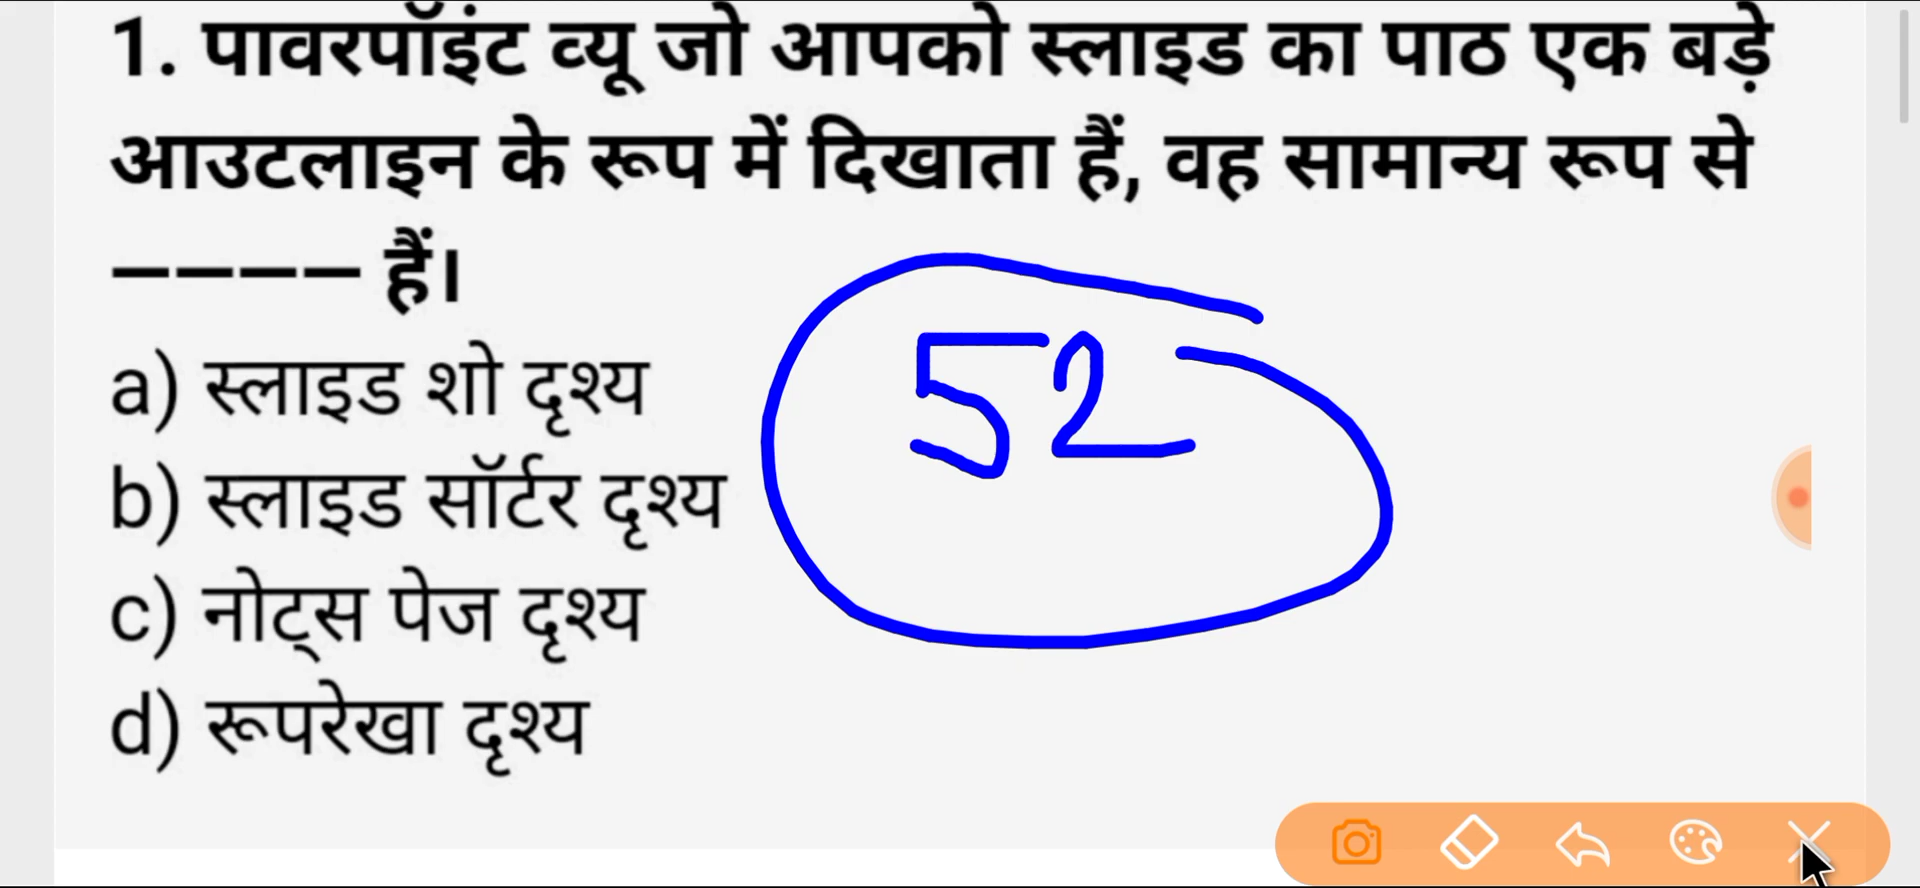 1. पावरपॉइंट व्यू जो आपको स्लाइड का पाठ एक बड़े
आउटलाइन के रूप में दिखाता हैं, वह सामान्य रूप से
---- हैं।
52
a) स्लाइड शो दृश्य
b) स्लाइड सॉर्टर दृश्य
c) नोट्स पेज दृश्य
d) रूपरेखा दृश्य